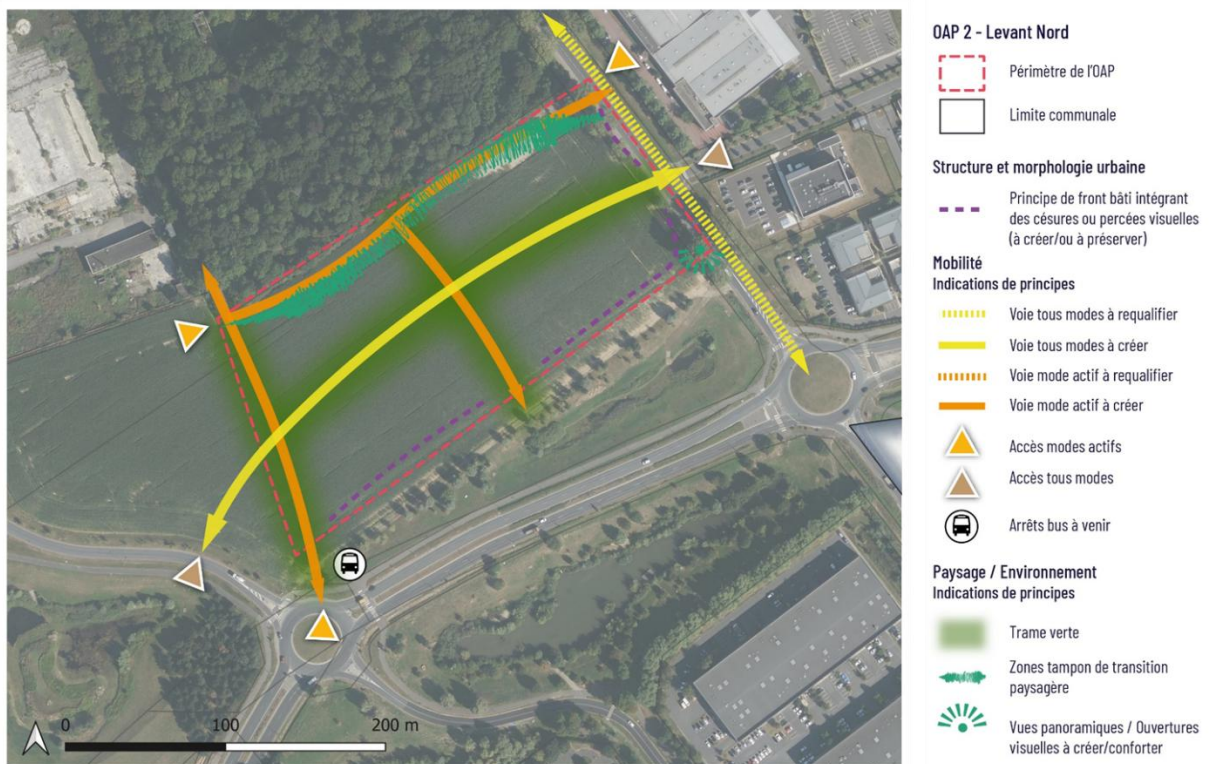 OAP 2 - Levant Nord
Périmètre de l'OAP
Limite communale
Structure et morphologie urbaine
Principe de front bâti intégrant
des césures ou percées visuelles
(à créer/ou à préserver)
Mobilité
Indications de principes
Voie tous modes à requalifier
Voie tous modes à créer
Voie mode actif à requalifier
Voie mode actif à créer
Accès modes actifs
Accès tous modes
Arrêts bus à venir
Paysage / Environnement
Indications de principes
Trame verte
Zones tampon de transition
paysagère
Vues panoramiques / Ouvertures
visuelles à créer/conforter
0 100 200 m